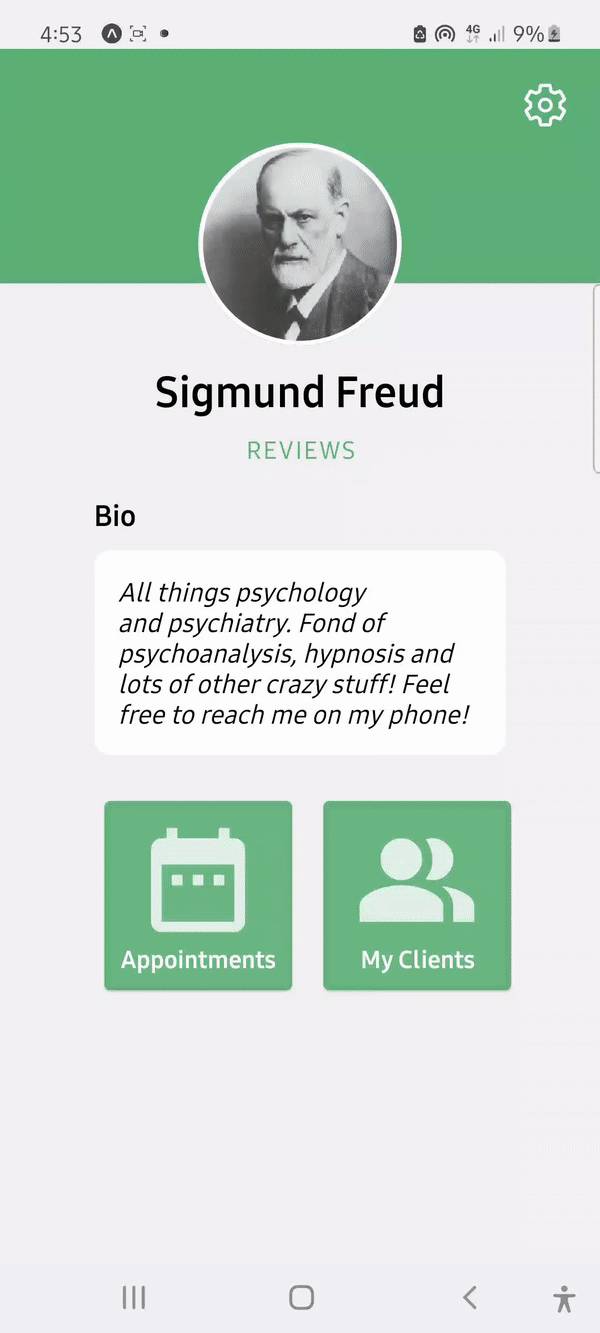 4:53 4G 9%
Sigmund Freud
REVIEWS
Bio
All things psychology
and psychiatry. Fond of
psychoanalysis, hypnosis and
lots of other crazy stuff! Feel
free to reach me on my phone!
Appointments My Clients